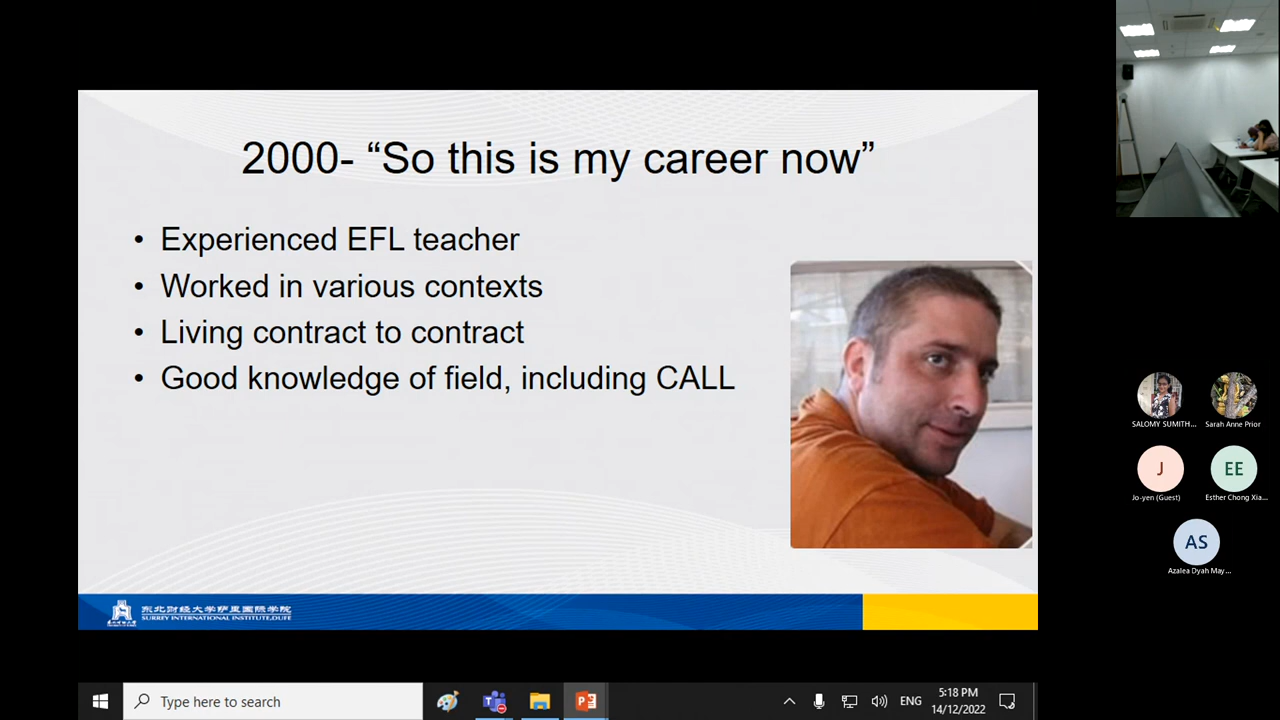 2000- “So this is my career now”
• Experienced EFL teacher
• Worked in various contexts
• Living contract to contract
• Good knowledge of field, including CALL
东北财经大学萨里国际学院
SURREY INTERNATIONAL INSTITUTE,DUFE
SALOMY SUMITH...
Sarah Anne Prior
J
EE
Jo-yen (Guest)
Esther Chong Xia...
AS
Azalea Dyah May...
Type here to search
ENG
5:18 PM
14/12/2022